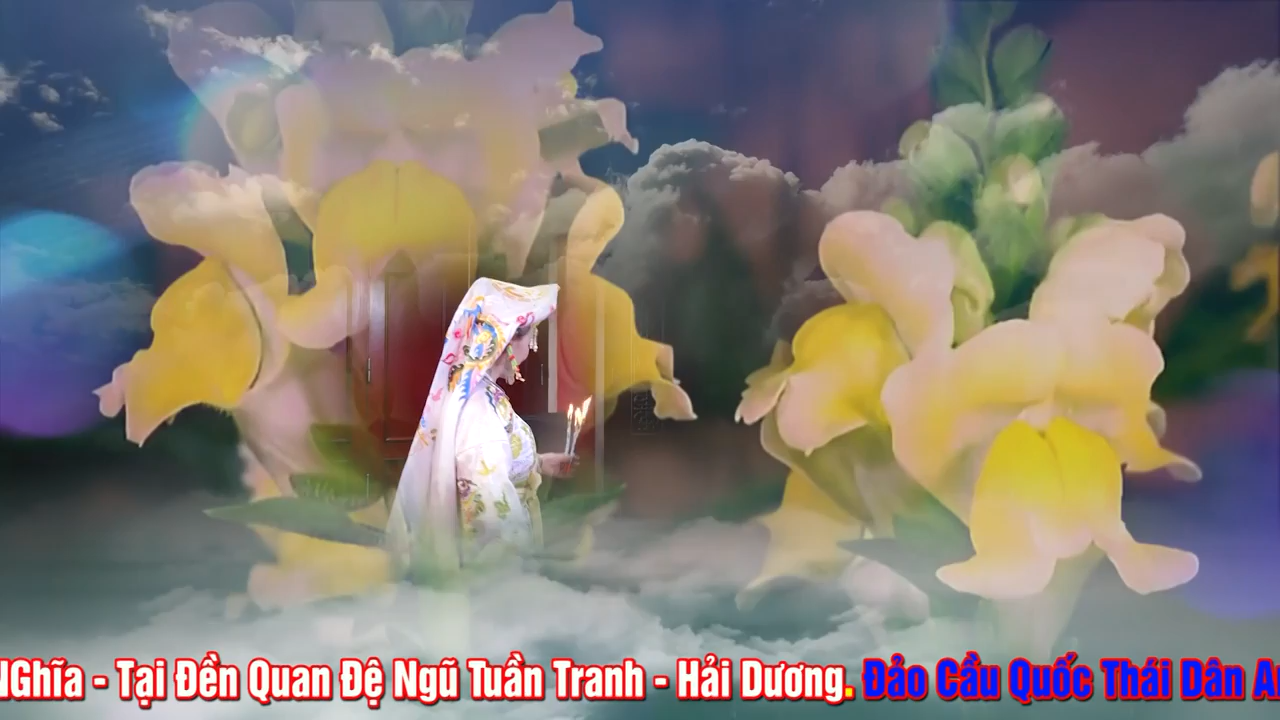 NGhĩa - Tại Đền Quan Đệ Ngũ Tuần Tranh - Hải Dương. Đảo Cầu Quốc Thái Dân A